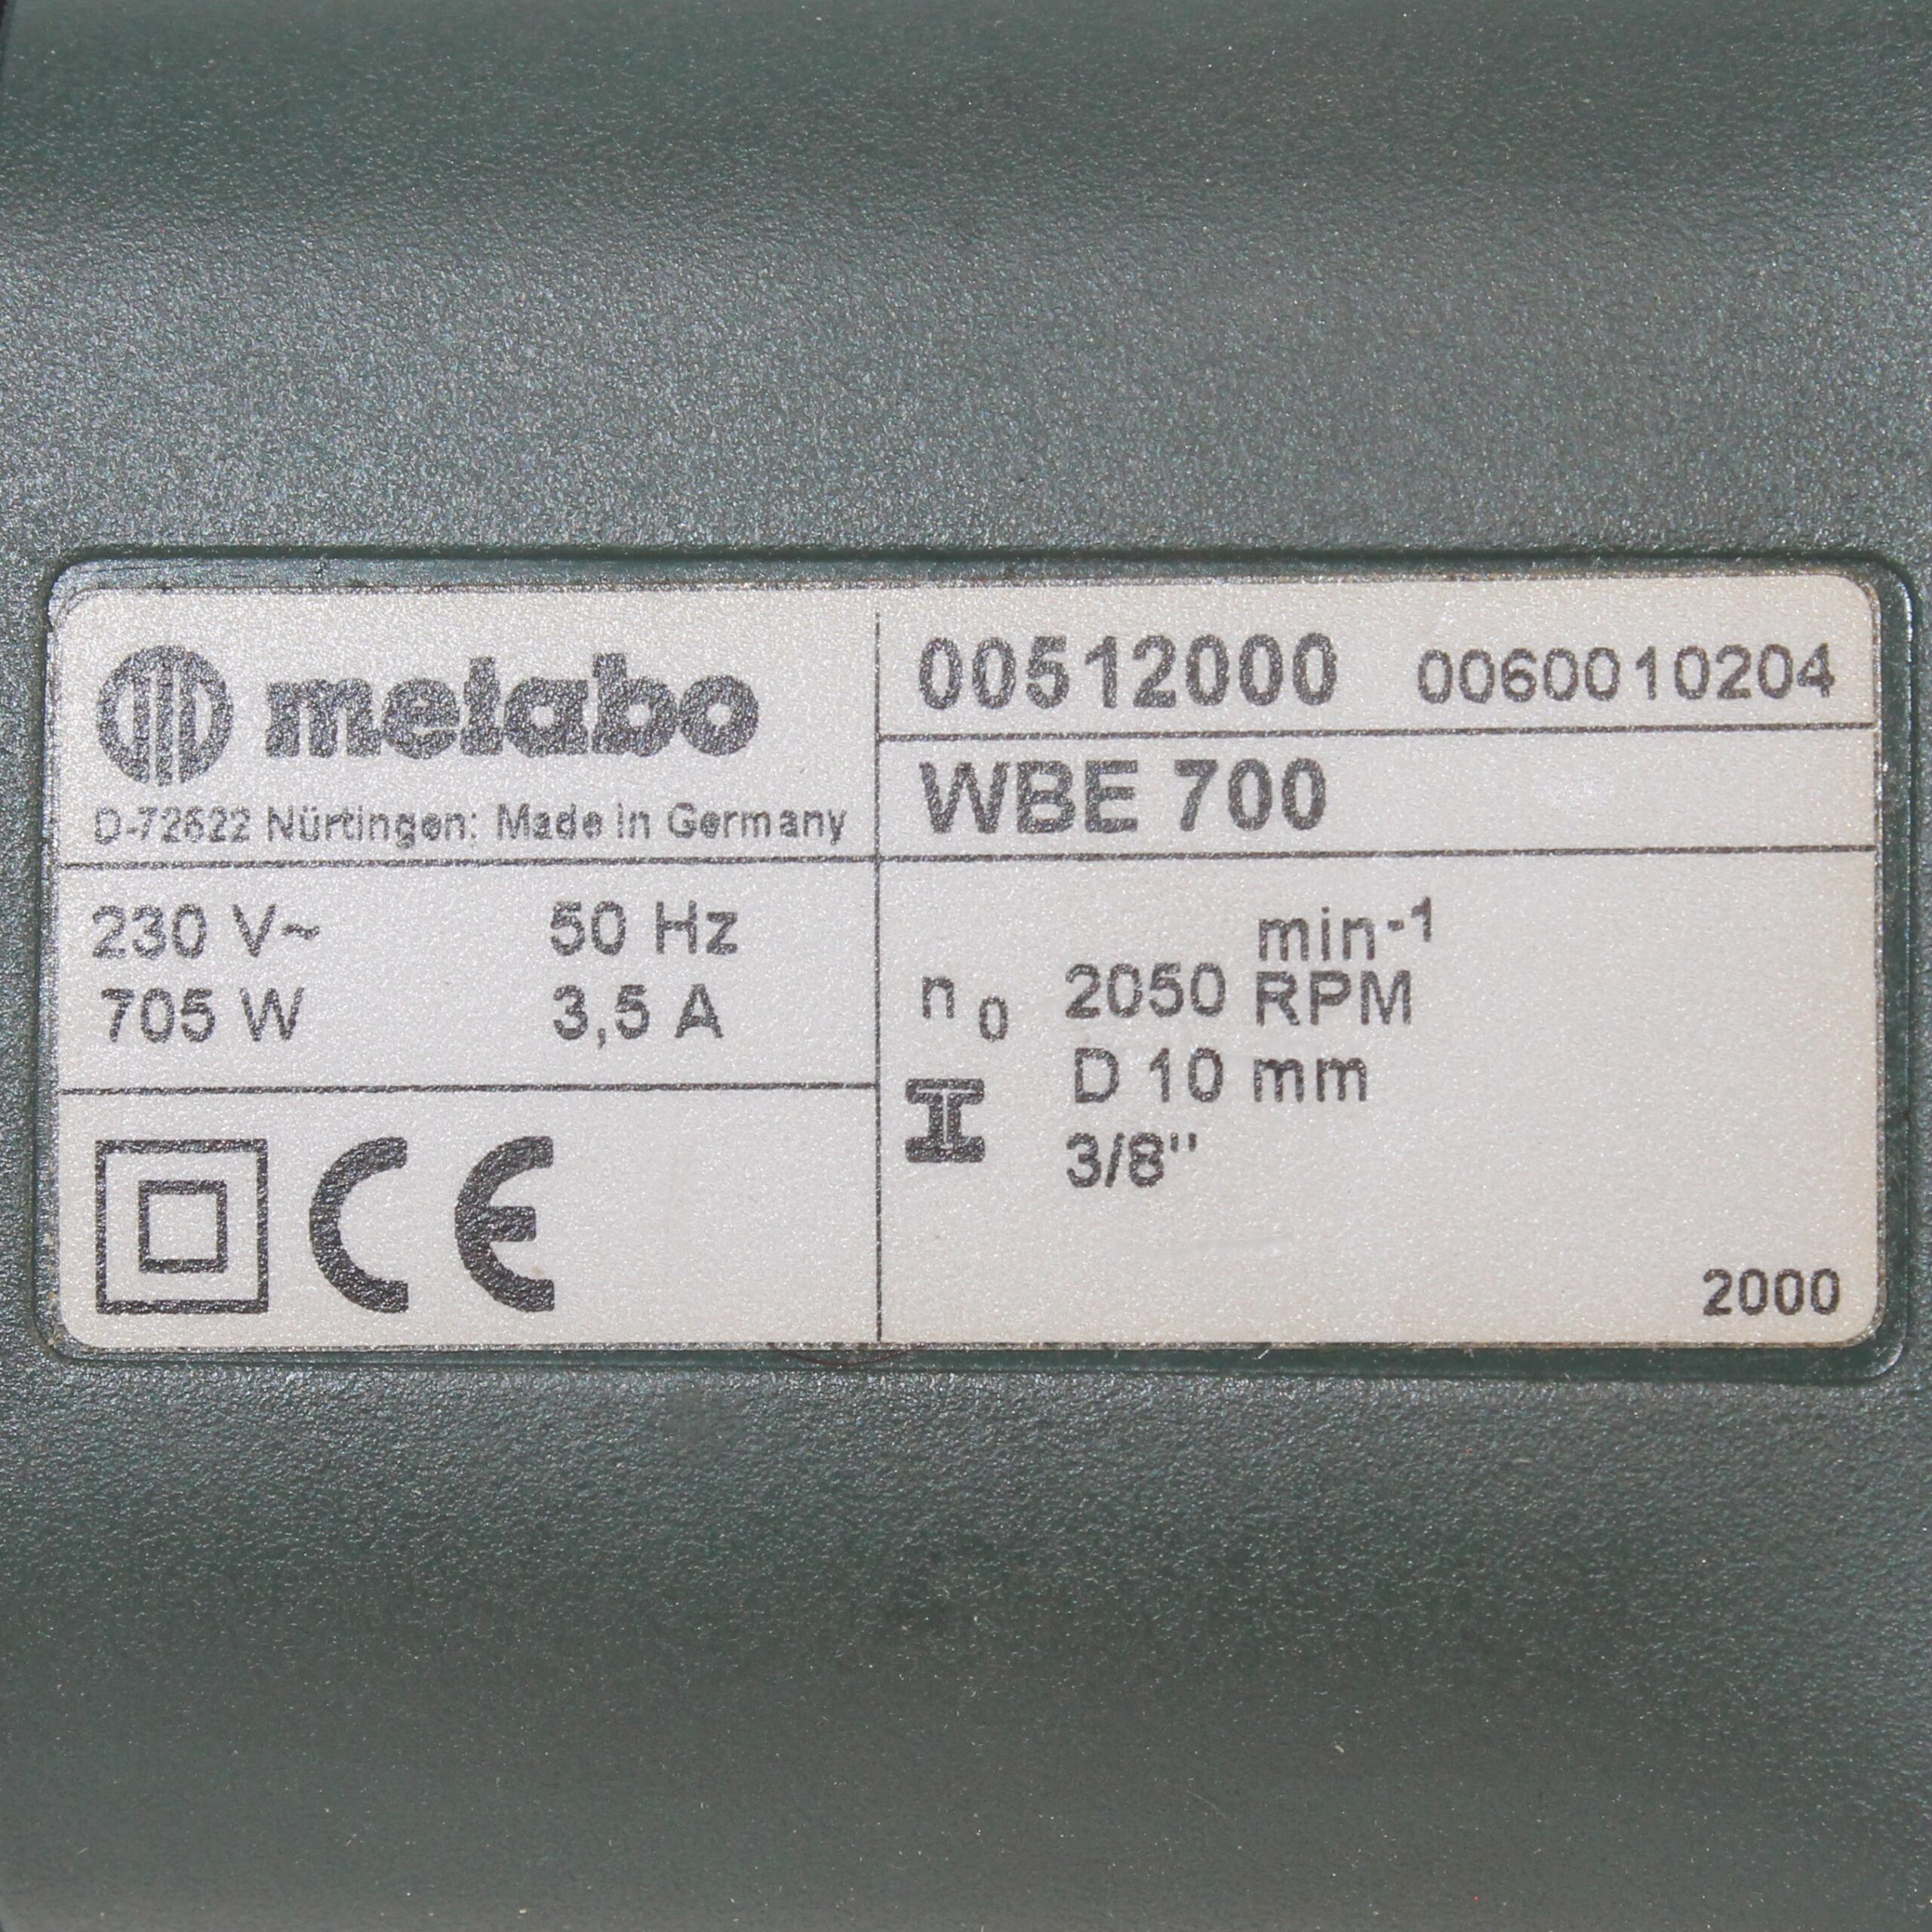 metabo
D-72622 Nürtingen: Made in Germany
230 V~ 50 Hz
705 W 3,5 A
CE
00512000 0060010204
WBE 700
min-1
n0 2050 RPM
D 10 mm
3/8"
2000